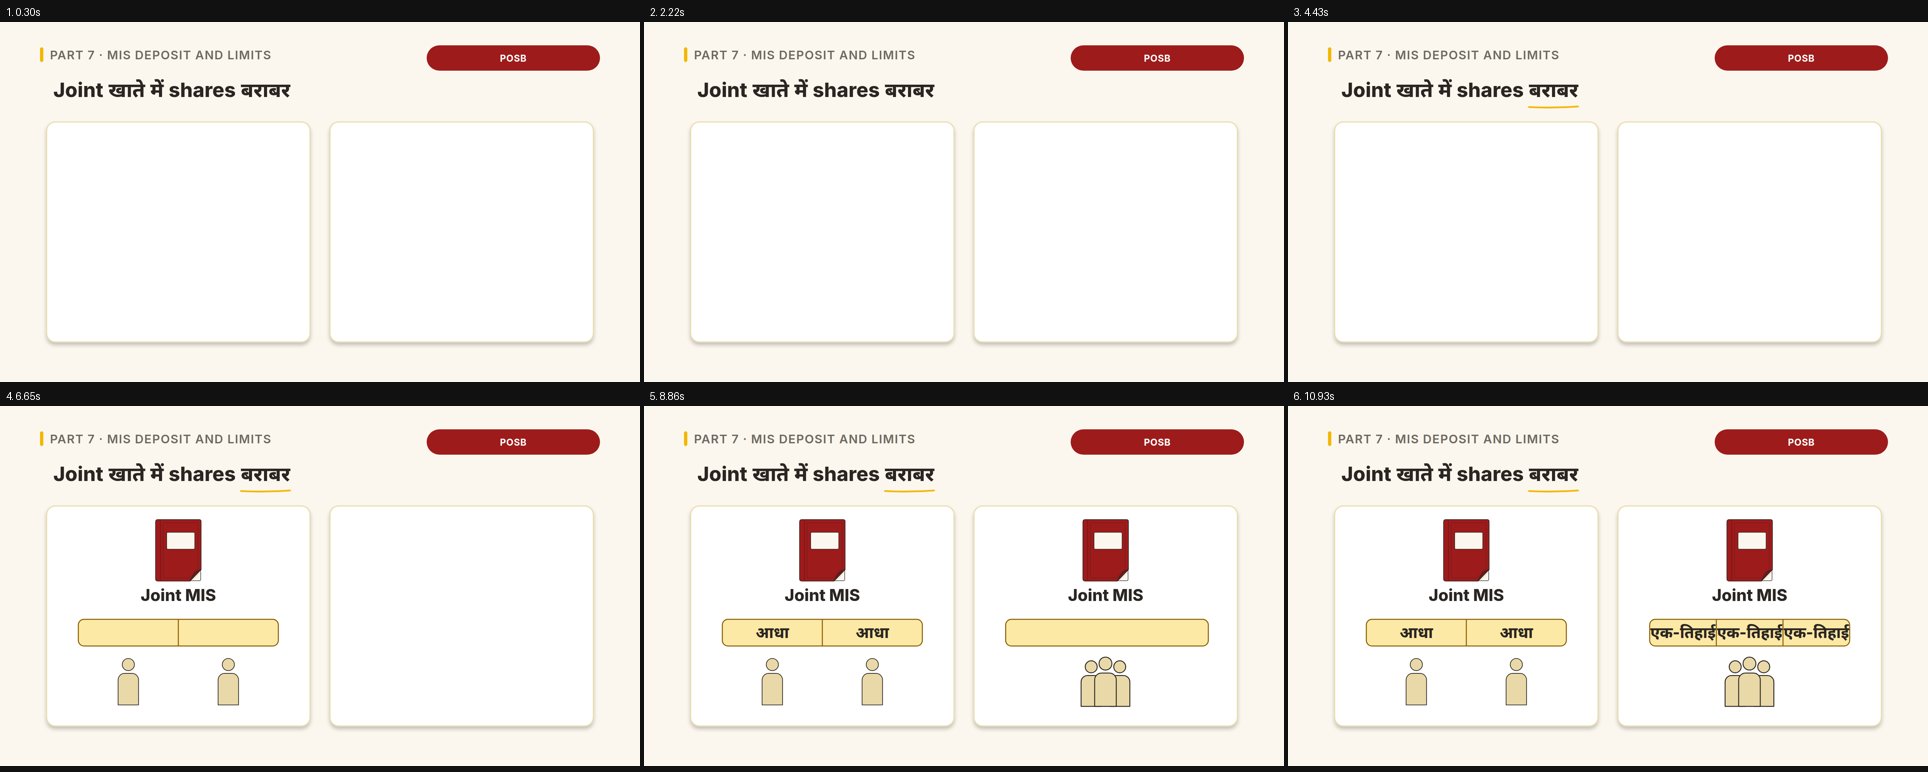 1. 0.30s
PART 7 · MIS DEPOSIT AND LIMITS
POSB
Joint खाते में shares बराबर
2. 2.22s
PART 7 · MIS DEPOSIT AND LIMITS
POSB
Joint खाते में shares बराबर
3. 4.43s
PART 7 · MIS DEPOSIT AND LIMITS
POSB
Joint खाते में shares बराबर
4. 6.65s
PART 7 · MIS DEPOSIT AND LIMITS
POSB
Joint खाते में shares बराबर
Joint MIS
5. 8.86s
PART 7 · MIS DEPOSIT AND LIMITS
POSB
Joint खाते में shares बराबर
Joint MIS
आधा आधा
Joint MIS
6. 10.93s
PART 7 · MIS DEPOSIT AND LIMITS
POSB
Joint खाते में shares बराबर
Joint MIS
आधा आधा
Joint MIS
एक-तिहाई एक-तिहाई एक-तिहाई